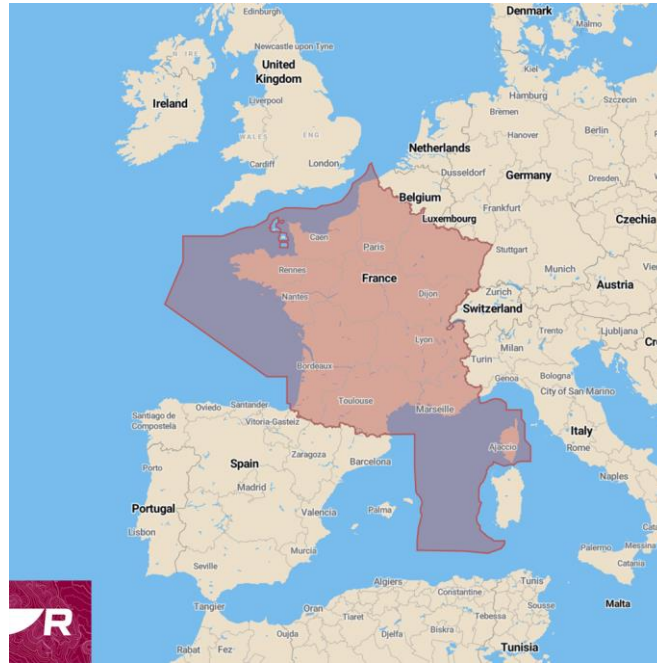 Edinburgh
Denmark
Malmo
Newcastle upon Tyne
N. IRE.
United
Kingdom
Kiel
Hamburg
Szczecin
Ireland
Liverpool
Bremen
WALES
ENG
Hanover
Berlin
Netherlands
Cardiff
London
Dusseldorf
Germany
Dresden
Belgium
Frankfurt
Luxembourg
Czechia
Caen
Paris
Stuttgart
Rennes
France
Munich
Austria
Nantes
Dijon
Zurich
Switzerland
Lyon
Trento
Ljubljana
Milan
Turin
Bordeaux
Bologna
Genoa
City of San Marino
Oviedo
Santander
Toulouse
Marseille
Santiago de
Compostela
Vitoria-Gasteiz
Italy
Ajaccio
Rome
Zaragoza
Barcelona
Porto
Spain
Naples
Madrid
Portugal
Palma
Valencia
Lisbon
Murcia
Palermo
Messina
Seville
Catania
Algiers
Tunis
Constantine
Tangier
Oran
Sousse
Malta
Tiaret
Tebessa
R
Oujda
Djelfa
Biskra
Rabat
Fez
Tunisia